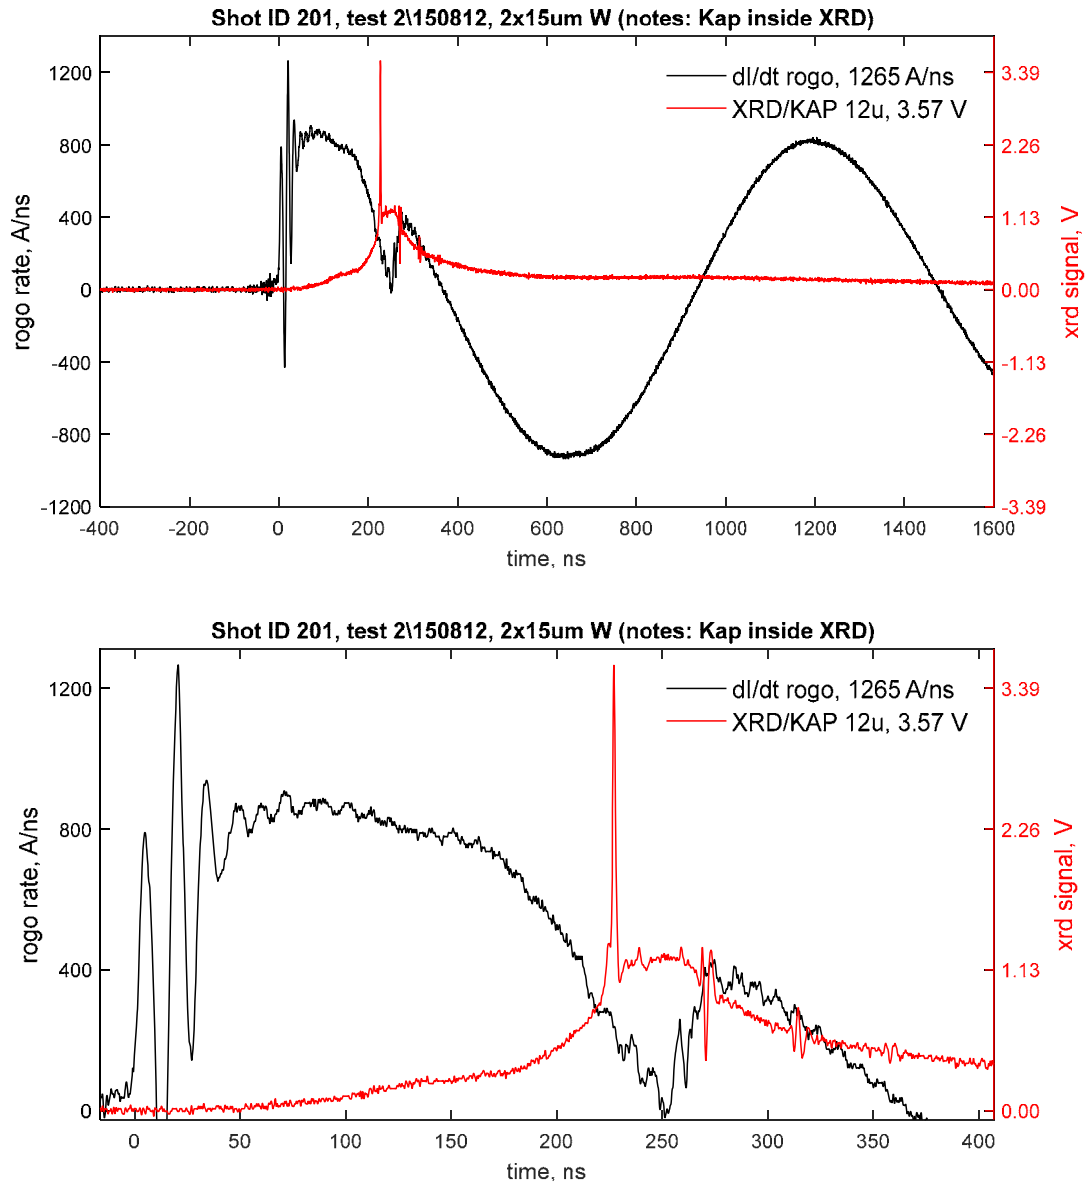 Shot ID 201, test 2\150812, 2x15um W (notes: Kap inside XRD)
dI/dt rogo, 1265 A/ns
XRD/KAP 12u, 3.57 V
1200
800
400
0
-400
-800
-1200
rogo rate, A/ns
3.39
2.26
1.13
0.00
-1.13
-2.26
-3.39
xrd signal, V
-400 -200 0 200 400 600 800 1000 1200 1400 1600
time, ns
Shot ID 201, test 2\150812, 2x15um W (notes: Kap inside XRD)
dI/dt rogo, 1265 A/ns
XRD/KAP 12u, 3.57 V
1200
800
400
0
rogo rate, A/ns
3.39
2.26
1.13
0.00
xrd signal, V
0 50 100 150 200 250 300 350 400
time, ns